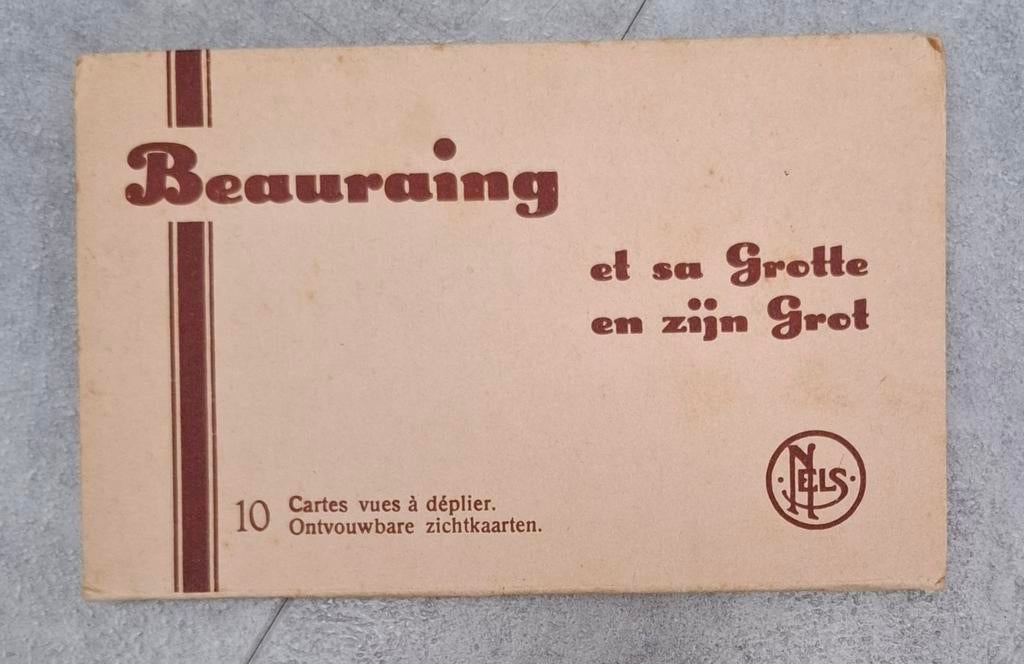 Beauraing
et sa Grotte
en zijn Grot
10 Cartes vues à déplier.
Ontvouwbare zichtkaarten.
NELS